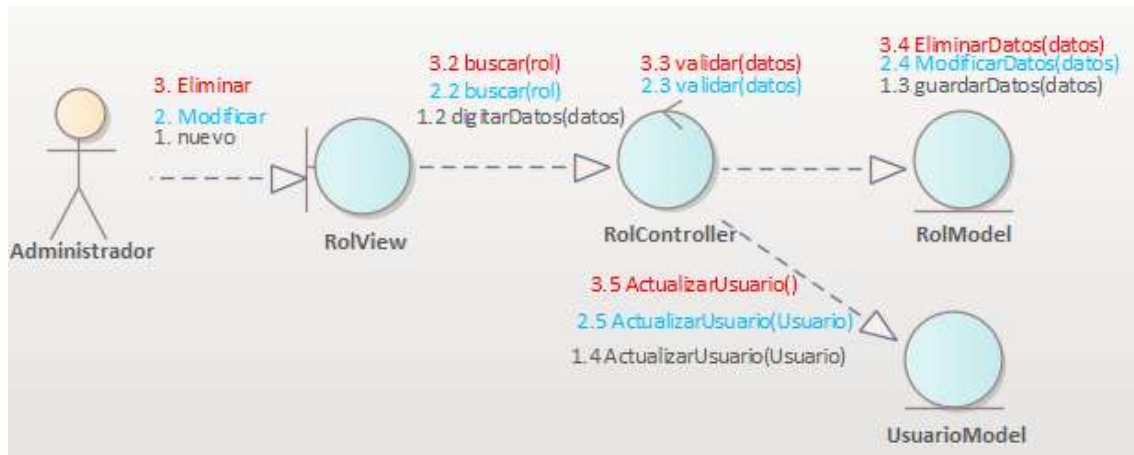 3. Eliminar
2. Modificar
1. nuevo
3.2 buscar(rol)
2.2 buscar(rol)
1.2 digitarDatos(datos)
3.3 validar(datos)
2.3 validar(datos)
3.4 EliminarDatos(datos)
2.4 ModificarDatos(datos)
1.3 guardarDatos(datos)
Administrador
RolView
RolController
RolModel
3.5 ActualizarUsuario()
2.5 ActualizarUsuario(Usuario)
1.4 ActualizarUsuario(Usuario)
UsuarioModel